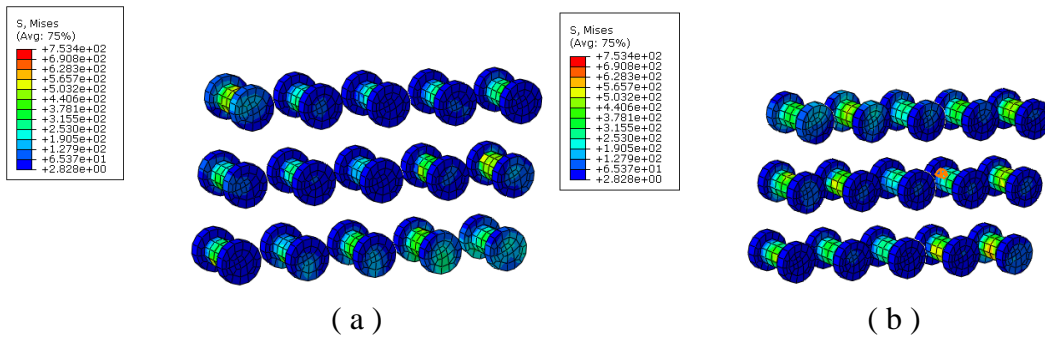 S, Mises
(Avg: 75%)
+7.534e+02
+6.908e+02
+6.283e+02
+5.657e+02
+5.032e+02
+4.406e+02
+3.781e+02
+3.155e+02
+2.530e+02
+1.905e+02
+1.279e+02
+6.537e+01
+2.828e+00
S, Mises
(Avg: 75%)
+7.534e+02
+6.908e+02
+6.283e+02
+5.657e+02
+5.032e+02
+4.406e+02
+3.781e+02
+3.155e+02
+2.530e+02
+1.905e+02
+1.279e+02
+6.537e+01
+2.828e+00
( a )
( b )